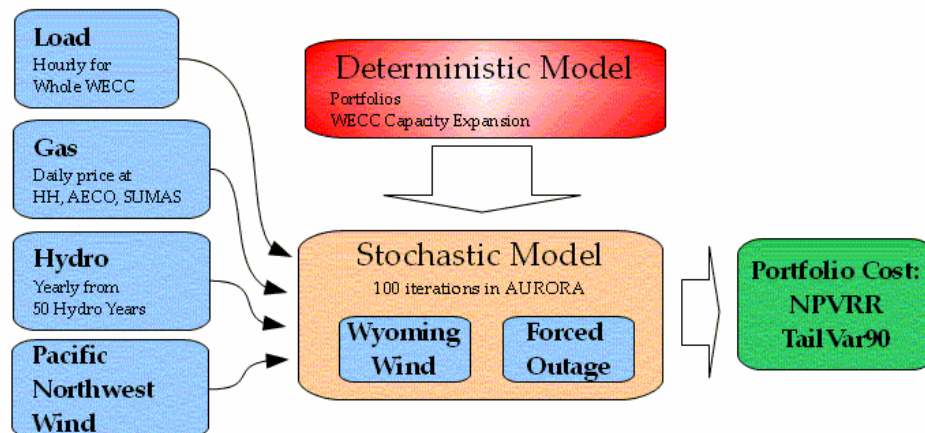 Load
Hourly for
Whole WECC
Gas
Daily price at
HH, AECO, SUMAS
Hydro
Yearly from
50 Hydro Years
Pacific
Northwest
Wind
Deterministic Model
Portfolios
WECC Capacity Expansion
Stochastic Model
100 iterations in AURORA
Wyoming
Wind
Forced
Outage
Portfolio Cost:
NPVRR
TailVar90